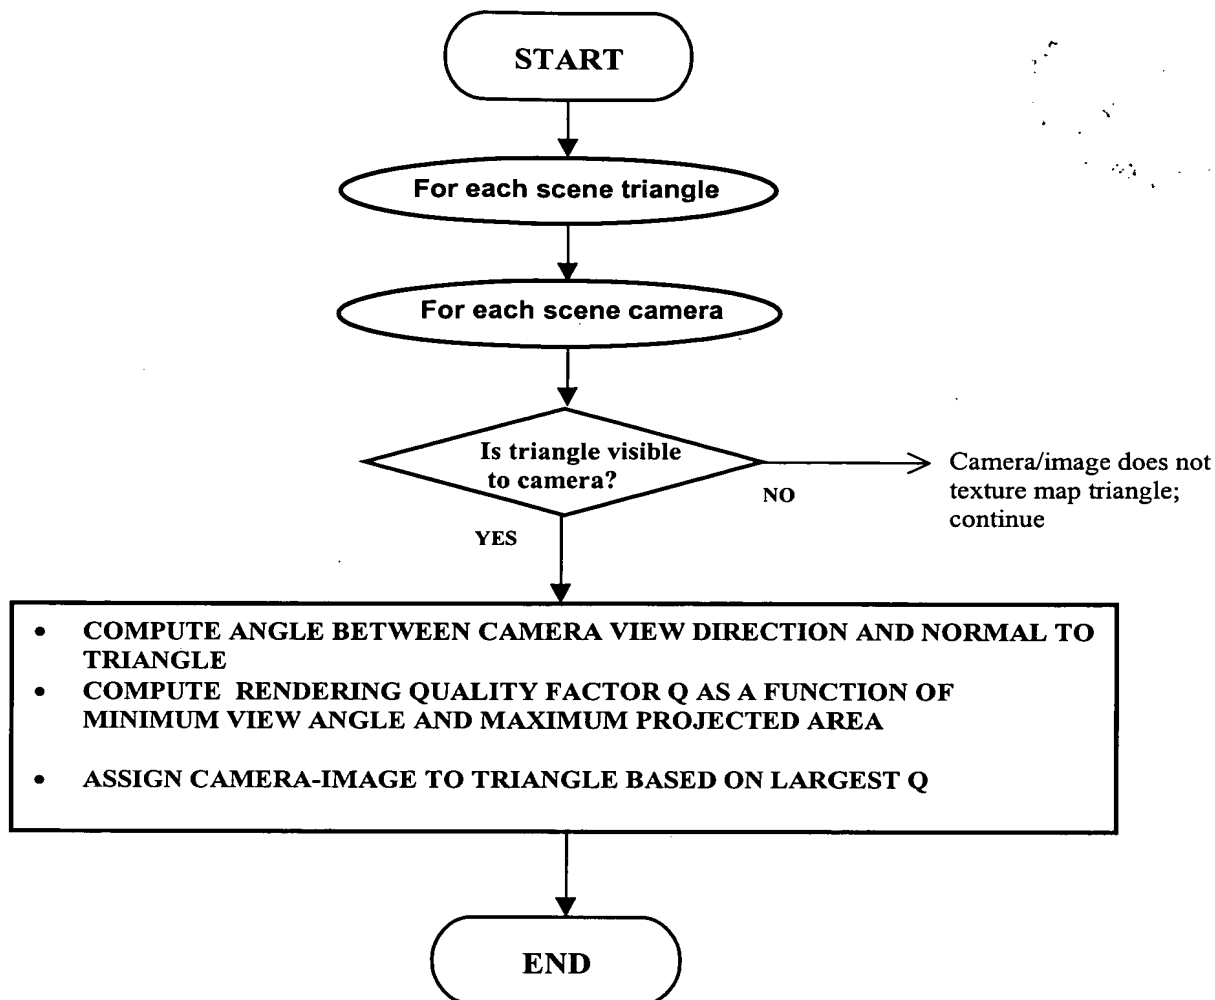 START
For each scene triangle
For each scene camera
Is triangle visible
to camera?
NO
Camera/image does not
texture map triangle;
continue
YES
• COMPUTE ANGLE BETWEEN CAMERA VIEW DIRECTION AND NORMAL TO
TRIANGLE
• COMPUTE RENDERING QUALITY FACTOR Q AS A FUNCTION OF
MINIMUM VIEW ANGLE AND MAXIMUM PROJECTED AREA
• ASSIGN CAMERA-IMAGE TO TRIANGLE BASED ON LARGEST Q
END